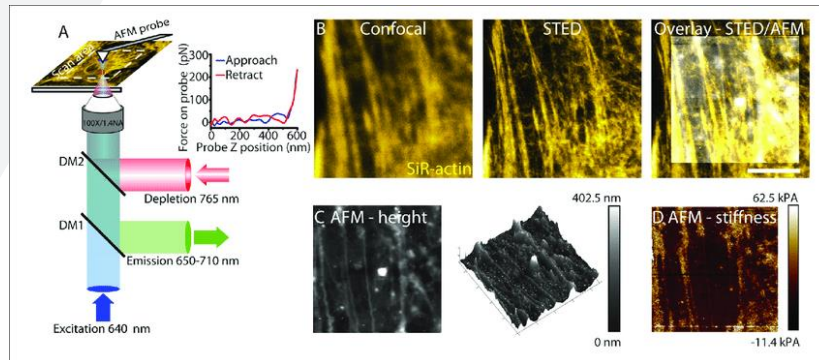 A
AFM probe
Scan area
100X/1.4NA
DM2
Depletion 765 nm
DM1
Emission 650-710 nm
Excitation 640 nm
Force on probe (pN)
300
200
100
0
Approach
Retract
0 200 400 600
Probe Z position (nm)
B
Confocal
SiR-actin
STED
Overlay - STED/AFM
C AFM - height
402.5 nm
0 nm
D AFM - stiffness
62.5 kPA
-11.4 kPA